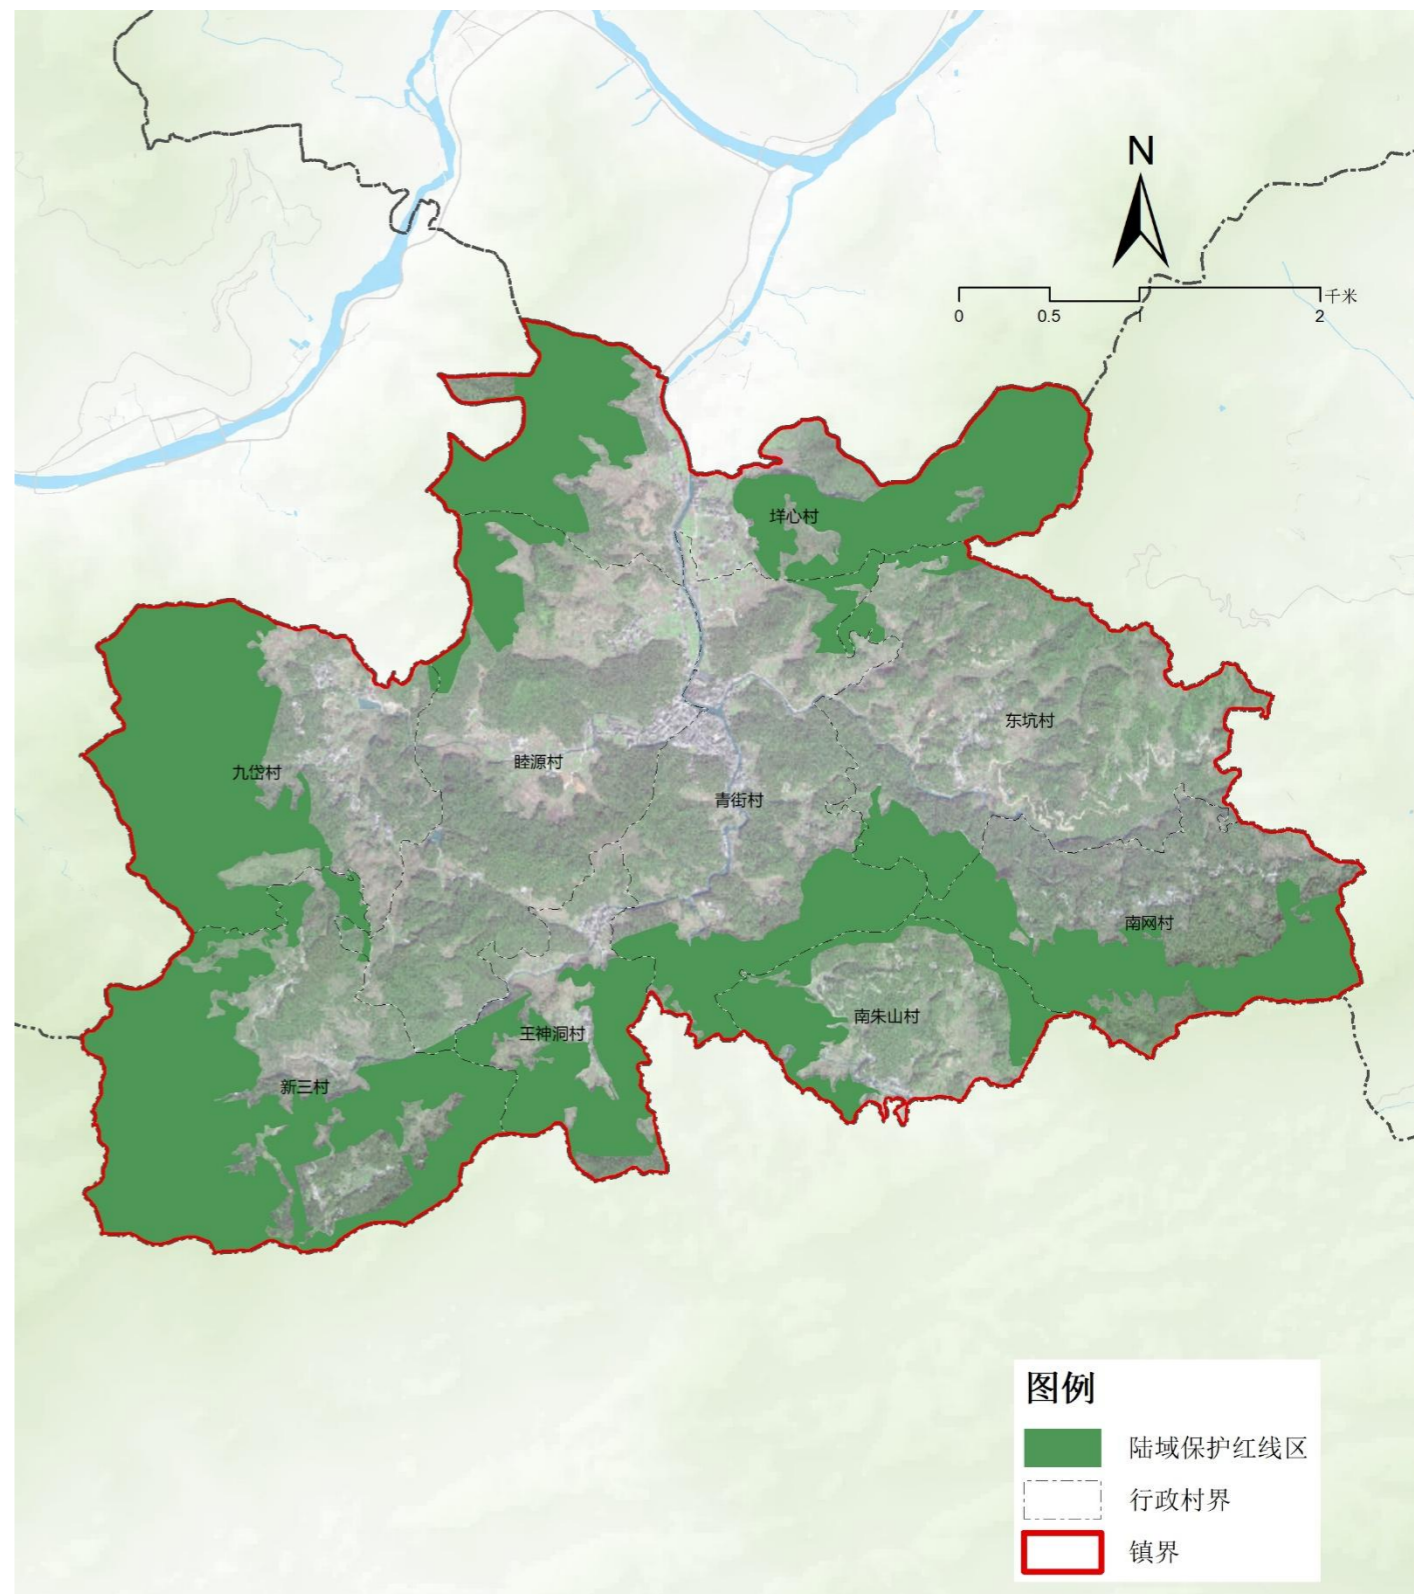 N
千米
0
0.5
1
2
垟心村
东坑村
睦源村
九岱村
青街村
南网村
南朱山村
王神洞村
新三村
图例
陆域保护红线区
行政村界
镇界